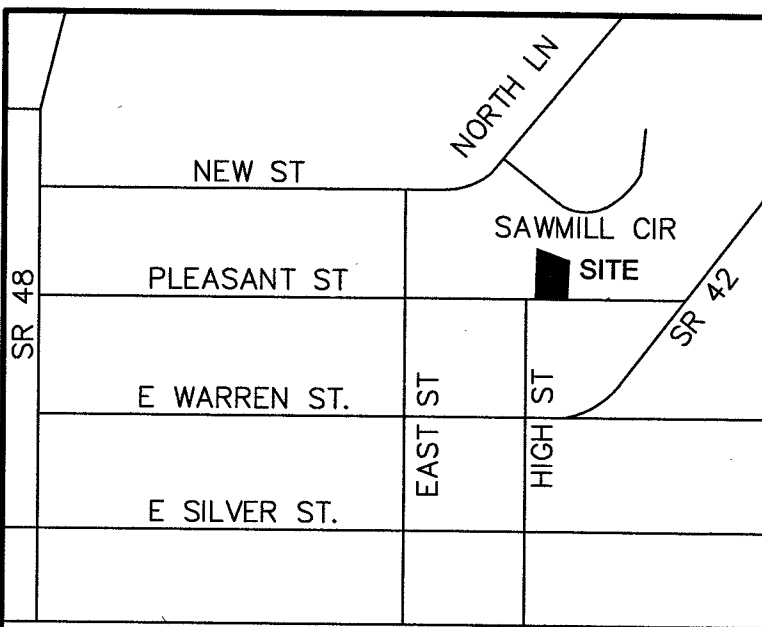 NORTH LN
NEW ST
SAWMILL CIR
SITE
PLEASANT ST
SR 48
SR 42
E WARREN ST.
EAST ST
HIGH ST
E SILVER ST.